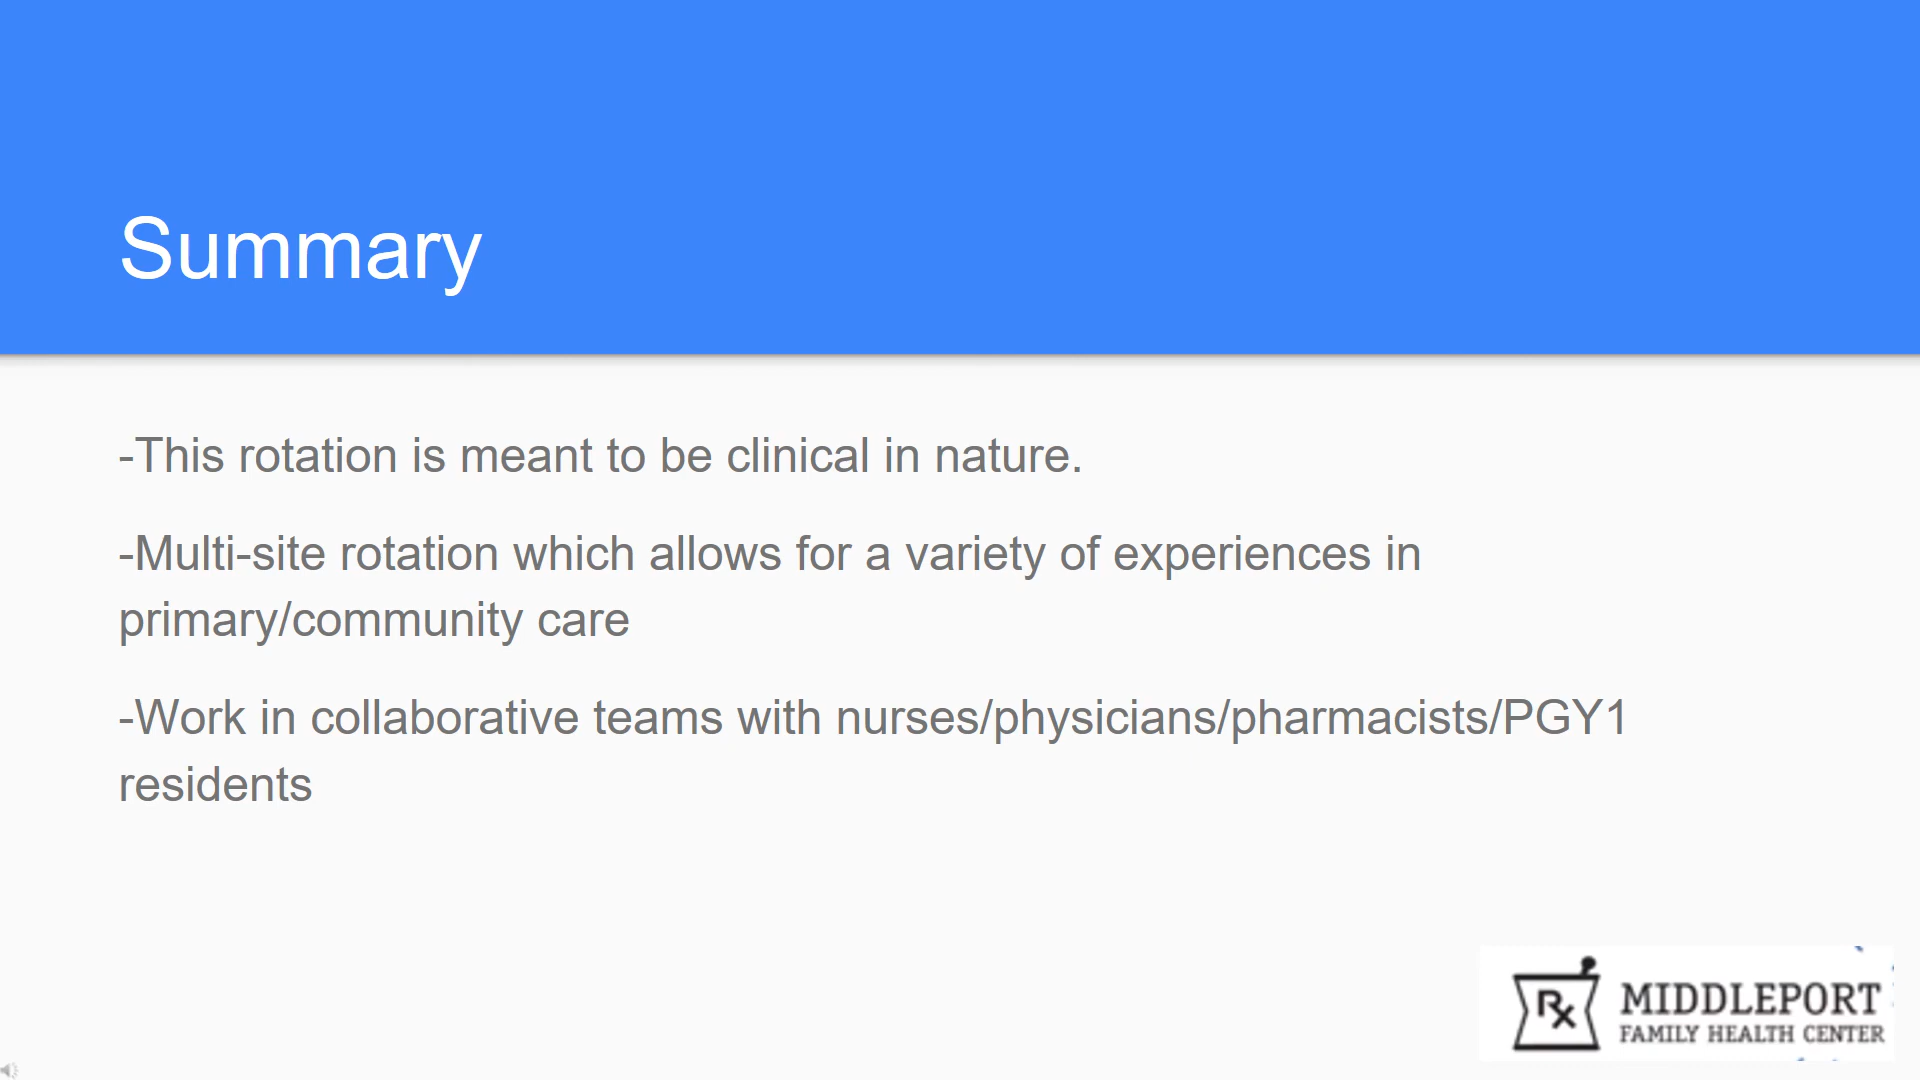 Summary
-This rotation is meant to be clinical in nature.
-Multi-site rotation which allows for a variety of experiences in
primary/community care
-Work in collaborative teams with nurses/physicians/pharmacists/PGY1
residents
Rx
MIDDLEPORT
FAMILY HEALTH CENTER